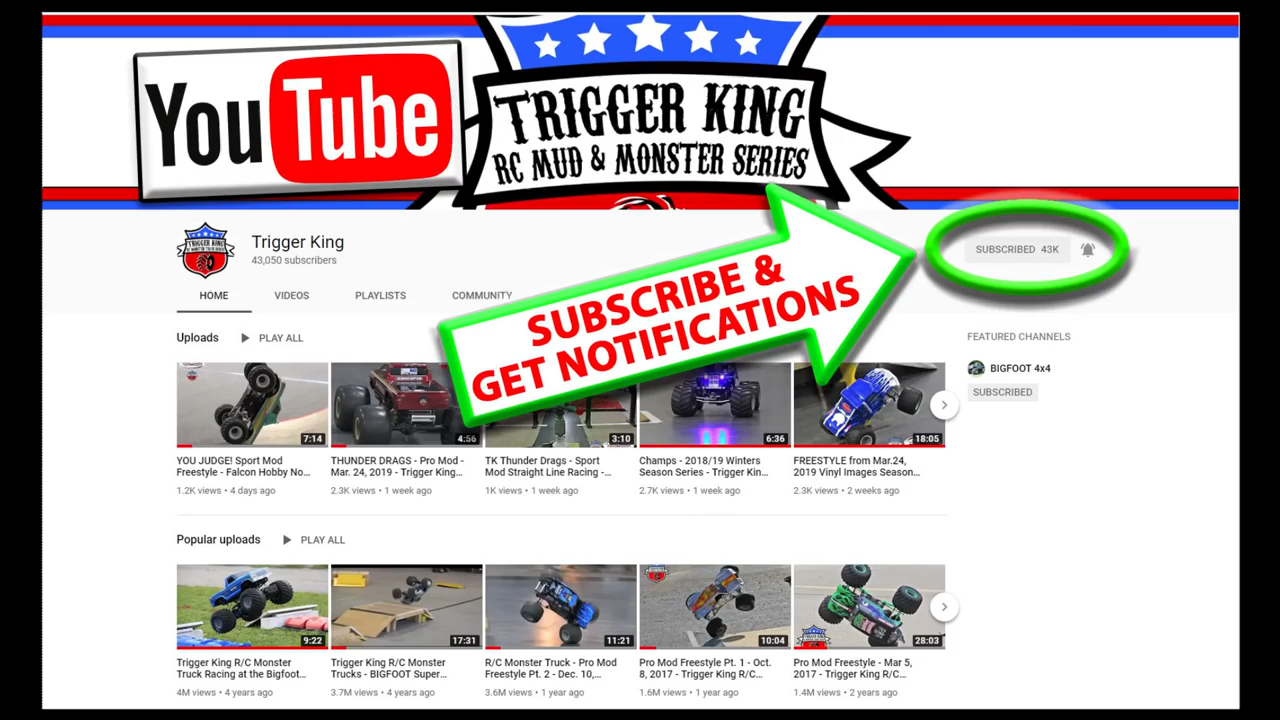 YouTube
TRIGGER KING
RC MUD & MONSTER SERIES
Trigger King
43,050 subscribers
SUBSCRIBED 43K
HOME VIDEOS PLAYLISTS COMMUNITY
SUBSCRIBE &
GET NOTIFICATIONS
Uploads PLAY ALL
FEATURED CHANNELS
BIGFOOT 4x4
SUBSCRIBED
7:14
4:56
3:10
6:36
18:05
YOU JUDGE! Sport Mod
Freestyle - Falcon Hobby No...
1.2K views • 4 days ago
THUNDER DRAGS - Pro Mod -
Mar. 24, 2019 - Trigger King...
2.3K views • 1 week ago
TK Thunder Drags - Sport
Mod Straight Line Racing -...
1K views • 1 week ago
Champs - 2018/19 Winters
Season Series - Trigger Kin...
2.7K views • 1 week ago
FREESTYLE from Mar.24,
2019 Vinyl Images Season...
2.3K views • 2 weeks ago
Popular uploads PLAY ALL
9:22
17:31
11:21
10:04
28:03
Trigger King R/C Monster
Truck Racing at the Bigfoot...
4M views • 4 years ago
Trigger King R/C Monster
Trucks - BIGFOOT Super...
3.7M views • 4 years ago
R/C Monster Truck - Pro Mod
Freestyle Pt. 2 - Dec. 10,...
3.6M views • 1 year ago
Pro Mod Freestyle Pt. 1 - Oct.
8, 2017 - Trigger King R/C...
1.6M views • 1 year ago
Pro Mod Freestyle - Mar 5,
2017 - Trigger King R/C...
1.4M views • 2 years ago